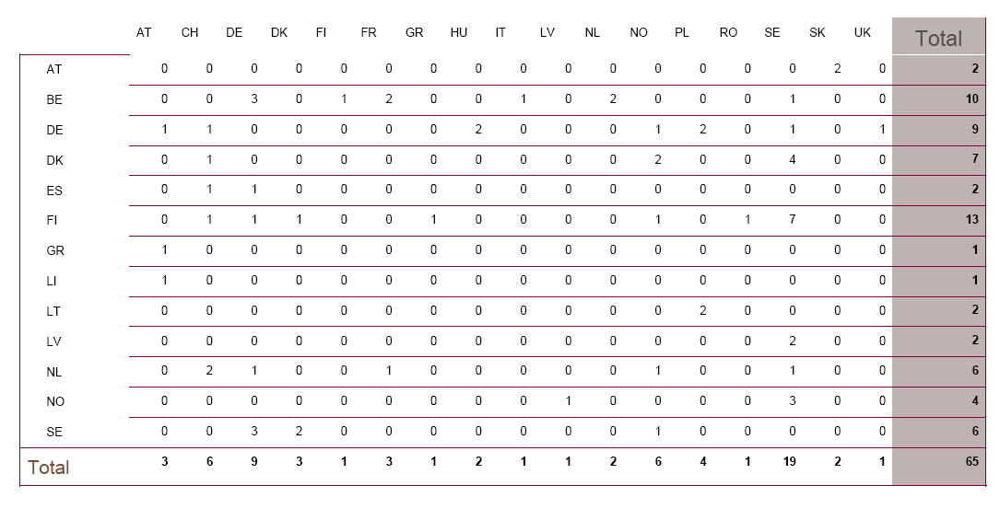 AT CH DE DK FI FR GR HU IT LV NL NO PL RO SE SK UK Total
AT 0 0 0 0 0 0 0 0 0 0 0 0 0 0 0 2 0 2
BE 0 0 3 0 1 2 0 0 1 0 2 0 0 0 1 0 0 10
DE 1 1 0 0 0 0 0 2 0 0 0 1 2 0 1 0 1 9
DK 0 1 0 0 0 0 0 0 0 0 0 2 0 0 4 0 0 7
ES 0 1 1 0 0 0 0 0 0 0 0 0 0 0 0 0 0 2
FI 0 1 1 1 0 0 1 0 0 0 0 1 0 1 7 0 0 13
GR 1 0 0 0 0 0 0 0 0 0 0 0 0 0 0 0 0 1
LI 1 0 0 0 0 0 0 0 0 0 0 0 0 0 0 0 0 1
LT 0 0 0 0 0 0 0 0 0 0 0 0 2 0 0 0 0 2
LV 0 0 0 0 0 0 0 0 0 0 0 0 0 0 2 0 0 2
NL 0 2 1 0 0 1 0 0 0 0 0 1 0 0 1 0 0 6
NO 0 0 0 0 0 0 0 0 0 1 0 0 0 0 3 0 0 4
SE 0 0 3 2 0 0 0 0 0 0 0 1 0 0 0 0 0 6
Total 3 6 9 3 1 3 1 2 1 1 2 6 4 1 19 2 1 65